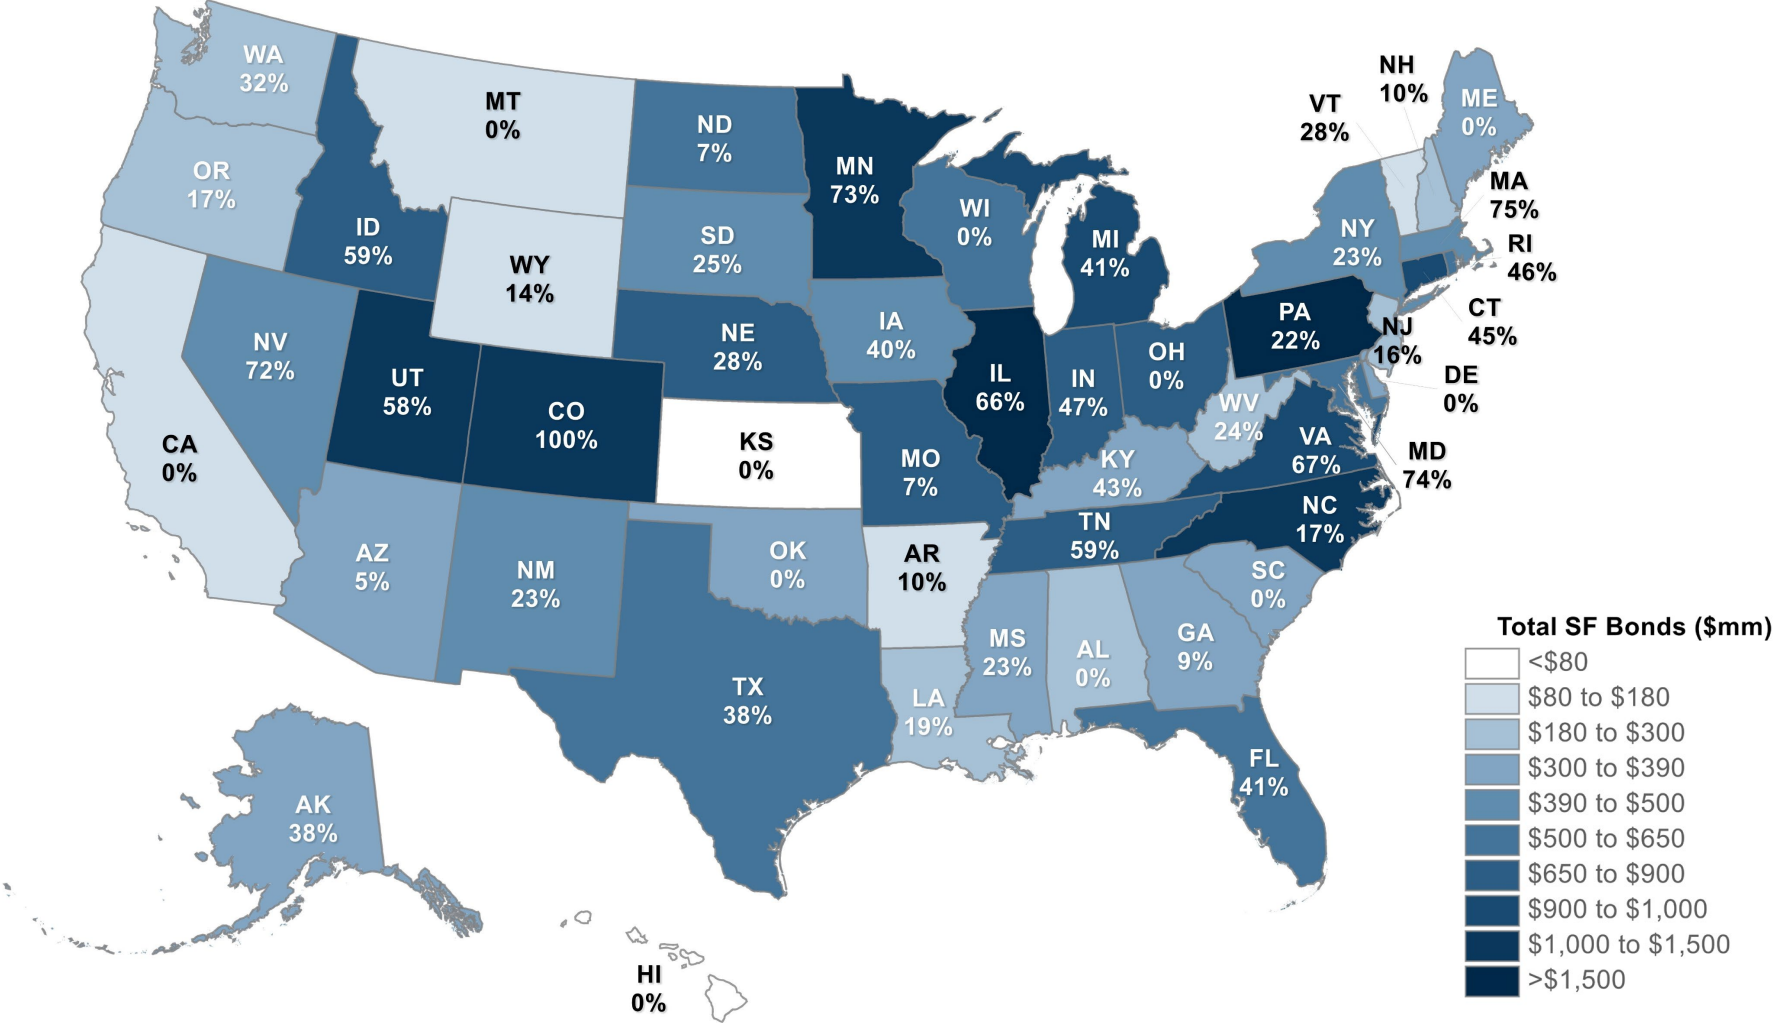 WA
32%
OR
17%
CA
0%
NV
72%
ID
59%
MT
0%
WY
14%
UT
58%
CO
100%
AZ
5%
NM
23%
ND
7%
SD
25%
NE
28%
KS
0%
OK
0%
TX
38%
MN
73%
IA
40%
MO
7%
AR
10%
LA
19%
WI
0%
IL
66%
MI
41%
IN
47%
OH
0%
KY
43%
TN
59%
MS
23%
AL
0%
GA
9%
FL
41%
SC
0%
NC
17%
VA
67%
WV
24%
PA
22%
NY
23%
VT
28%
NH
10%
ME
0%
MA
75%
RI
46%
CT
45%
NJ
16%
DE
0%
MD
74%
AK
38%
HI
0%
Total SF Bonds ($mm)
<$80
$80 to $180
$180 to $300
$300 to $390
$390 to $500
$500 to $650
$650 to $900
$900 to $1,000
$1,000 to $1,500
>$1,500